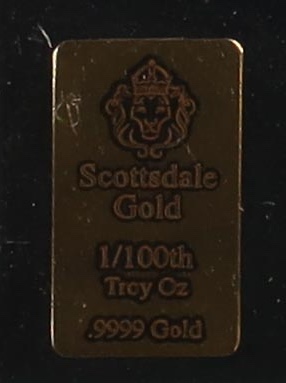 Scottsdale
Gold
1/100th
Troy Oz
.9999 Gold